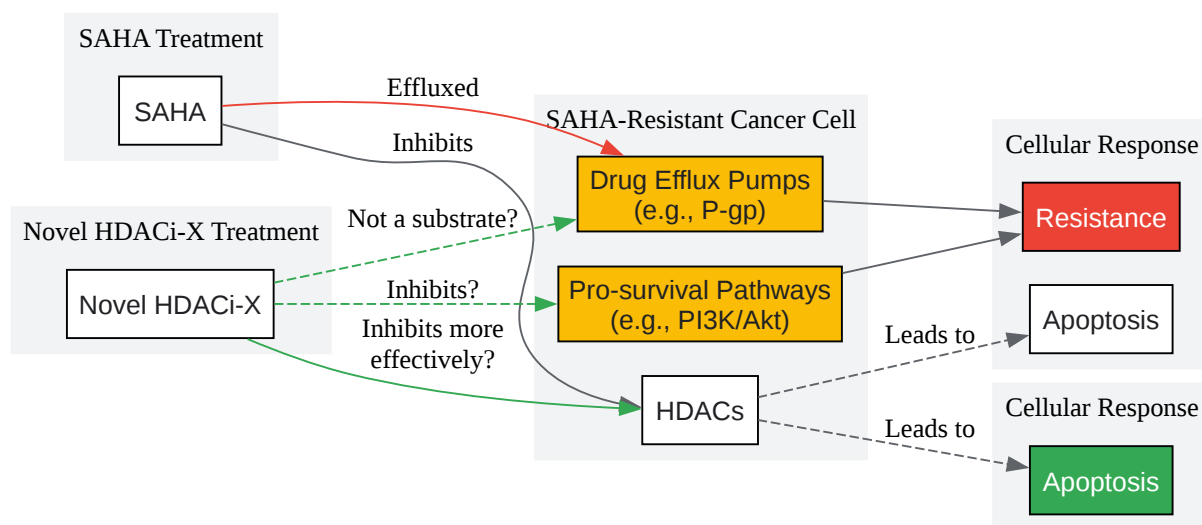 SAHA Treatment
SAHA
Effluxed
Inhibits
SAHA-Resistant Cancer Cell
Drug Efflux Pumps
(e.g., P-gp)
Cellular Response
Resistance
Novel HDACi-X Treatment
Novel HDACi-X
Not a substrate?
Inhibits?
Inhibits more
effectively?
Pro-survival Pathways
(e.g., PI3K/Akt)
HDACs
Leads to
Apoptosis
Leads to
Cellular Response
Apoptosis